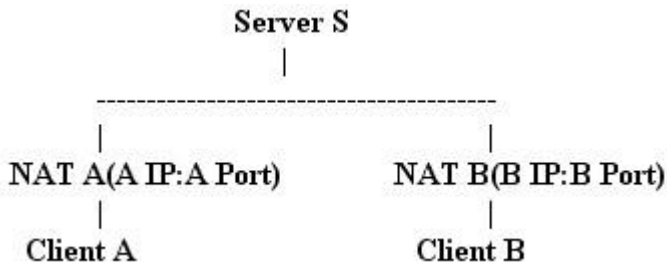 Server S
NAT A(A IP:A Port) NAT B(B IP:B Port)
Client A Client B